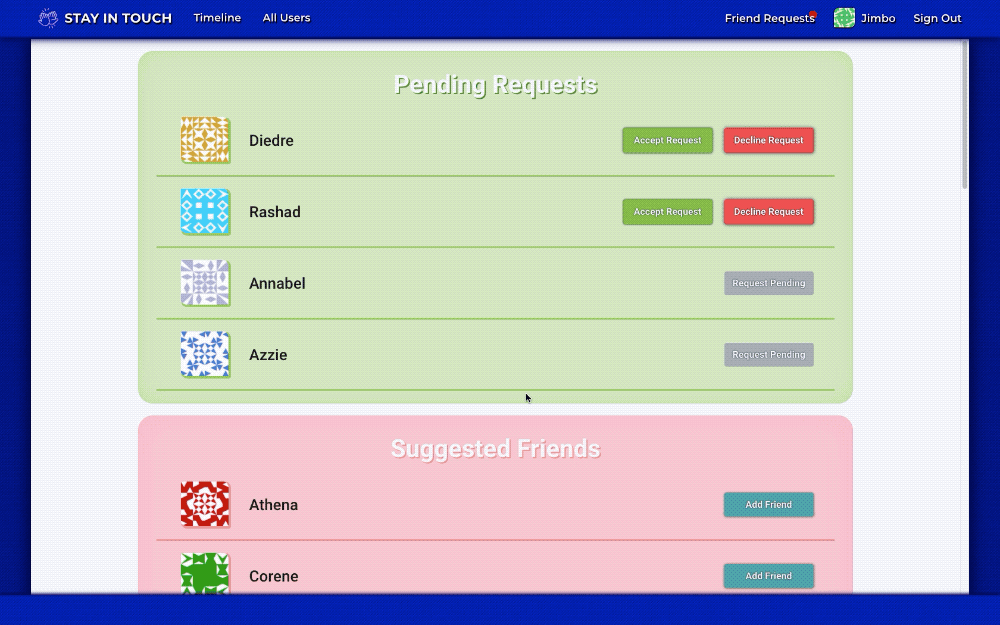 STAY IN TOUCH Timeline All Users Friend Requests Jimbo Sign Out
Pending Requests
Diedre Accept Request Decline Request
Rashad Accept Request Decline Request
Annabel Request Pending
Azzie Request Pending
Suggested Friends
Athena Add Friend
Corene Add Friend